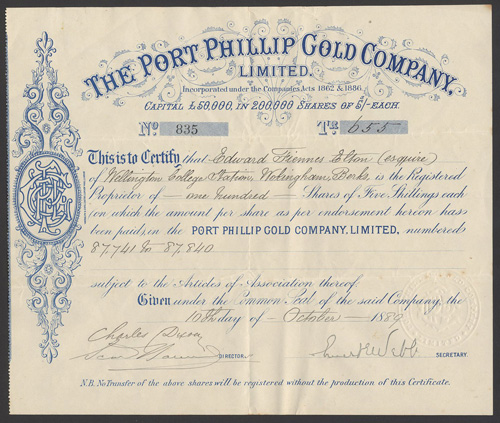 THE PORT PHILLIP GOLD COMPANY,
LIMITED.
Incorporated under the Companies Acts 1862 & 1886.
CAPITAL £50,000, IN 200,000 SHARES OF 5/- EACH.
No 835 Tr 655
This is to Certify that Edward Fiennes Elton (esquire)
of Wellington College Station, Wokingham, Berks, is the Registered
Proprietor of — one hundred — Shares of Five Shillings each
on which the amount per share as per endorsement hereon has
been paid, in the PORT PHILLIP GOLD COMPANY, LIMITED, numbered
87,741 to 87,840
subject to the Articles of Association thereof.
Given under the Common Seal of the said Company, the
10th day of October 1889
Charles Dixon
DIRECTOR. Webb SECRETARY.
N.B. No Transfer of the above shares will be registered without the production of this Certificate.